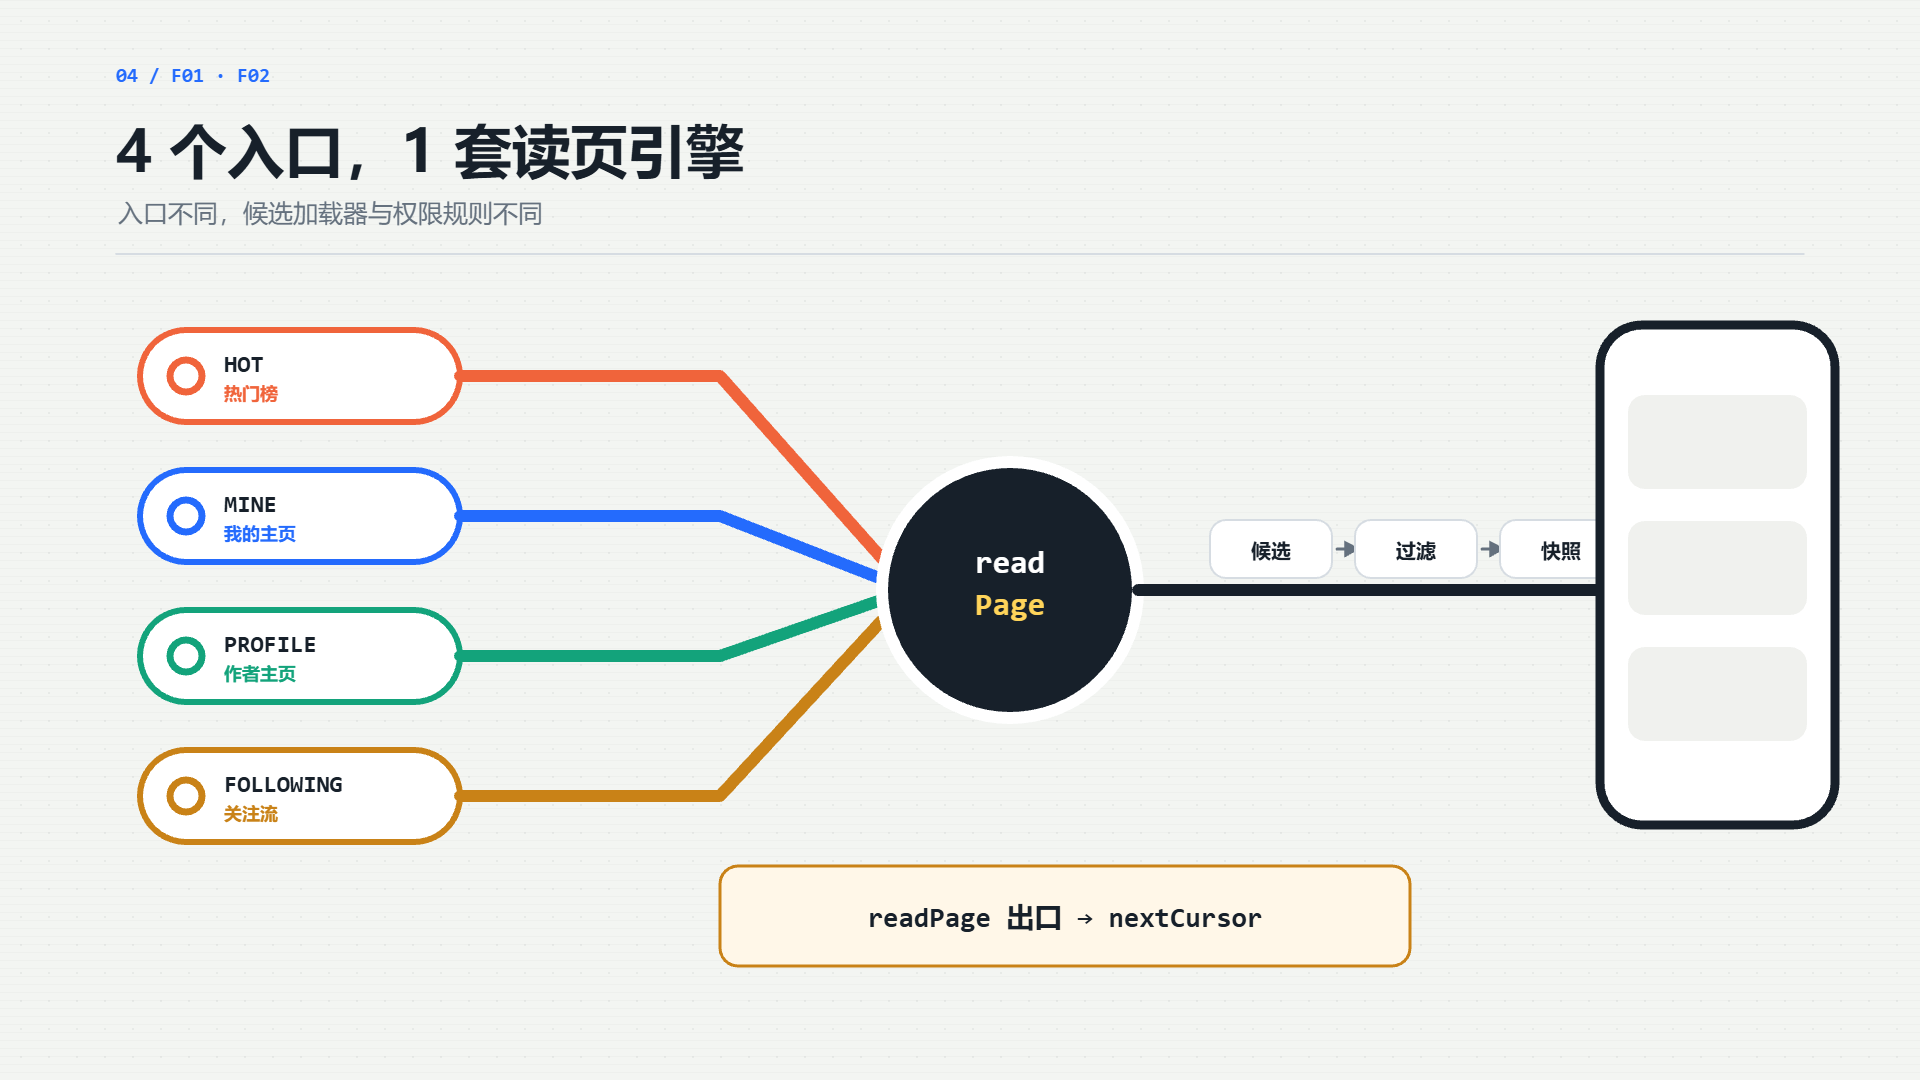 04 / F01 · F02
4 个入口，1 套读页引擎
入口不同，候选加载器与权限规则不同
HOT
热门榜
MINE
我的主页
PROFILE
作者主页
FOLLOWING
关注流
read
Page
候选
过滤
快照
readPage 出口 → nextCursor